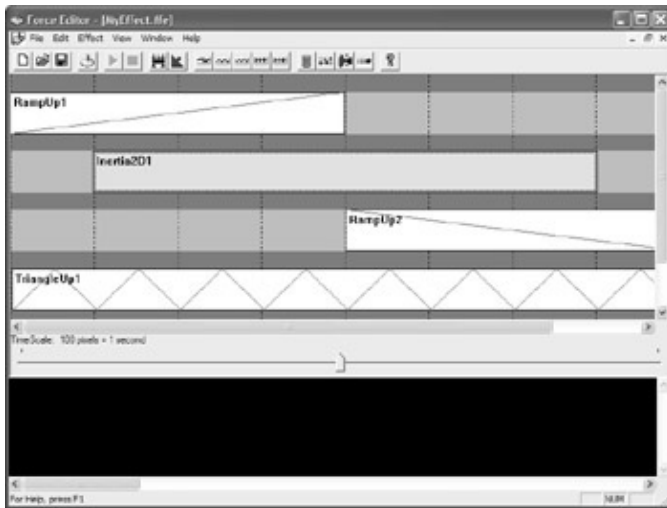 Force Editor - [MyEffect.ffe]
File Edit Effect View Window Help
RampUp1
Inertia2D1
RampUp2
TriangleUp1
TimeScale: 100 pixels = 1 second
For Help, press F1
NUM